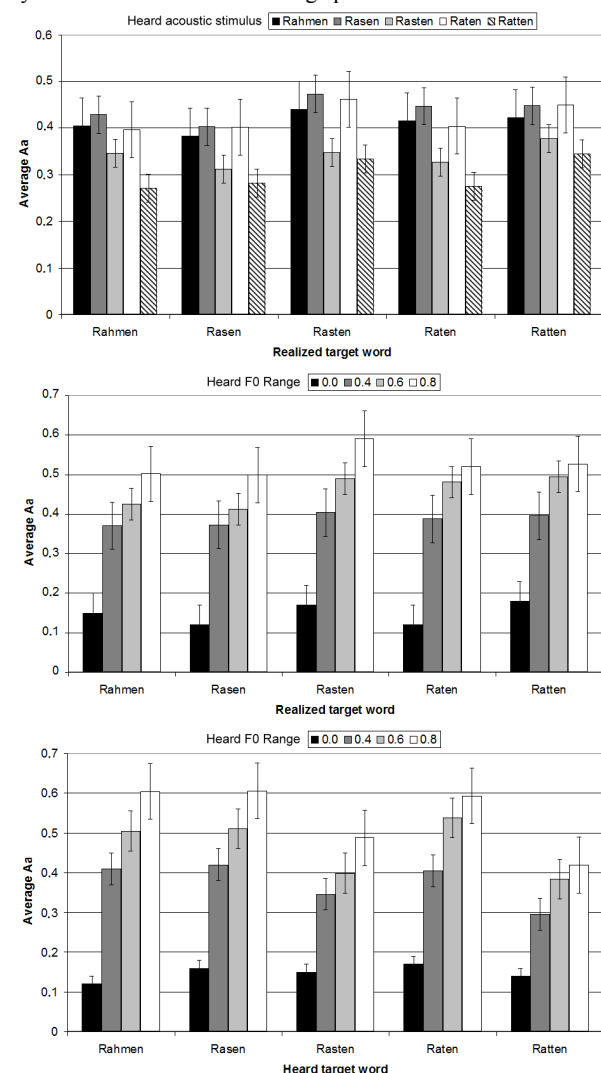 Heard acoustic stimulus Rahmen Rasen Rasten Raten Ratten
0.6
0.5
0.4
0.3
0.2
0.1
0
Average Aa
Rahmen Rasen Rasten Raten Ratten
Realized target word
Heard F0 Range 0.0 0.4 0.6 0.8
0.7
0.6
0.5
0.4
0.3
0.2
0.1
0
Average Aa
Rahmen Rasen Rasten Raten Ratten
Realized target word
Heard F0 Range 0.0 0.4 0.6 0.8
0.7
0.6
0.5
0.4
0.3
0.2
0.1
0
Average Aa
Rahmen Rasen Rasten Raten Ratten
Heard target word